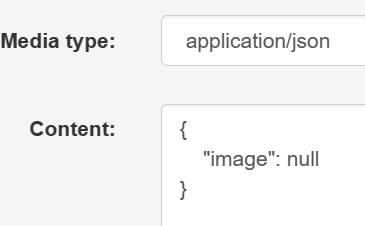 Media type:
application/json
Content:
{
    "image": null
}